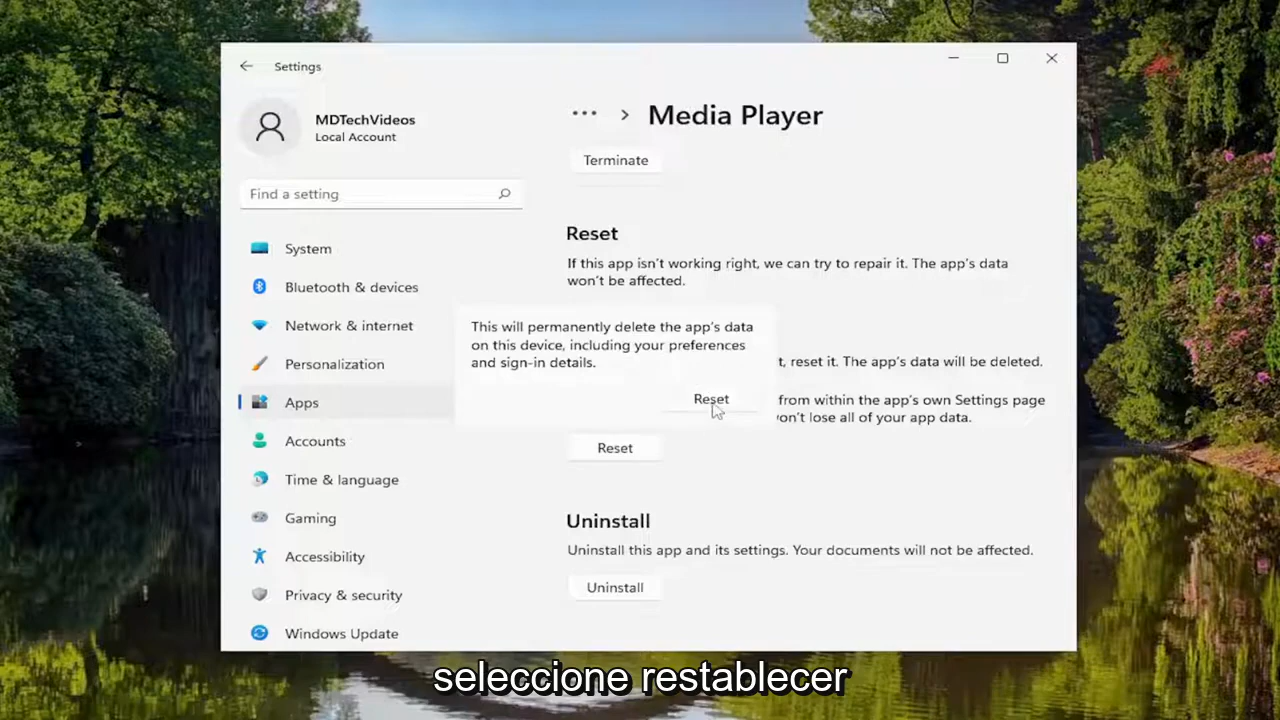 Settings
MDTechVideos
Local Account
Find a setting
System
Bluetooth & devices
Network & internet
Personalization
Apps
Accounts
Time & language
Gaming
Accessibility
Privacy & security
Windows Update
... > Media Player
Terminate
Reset
If this app isn't working right, we can try to repair it. The app's data
won't be affected.
This will permanently delete the app's data
on this device, including your preferences
and sign-in details.
Reset
t, reset it. The app's data will be deleted.
from within the app's own Settings page
on't lose all of your app data.
Reset
Uninstall
Uninstall this app and its settings. Your documents will not be affected.
Uninstall
seleccione restablecer